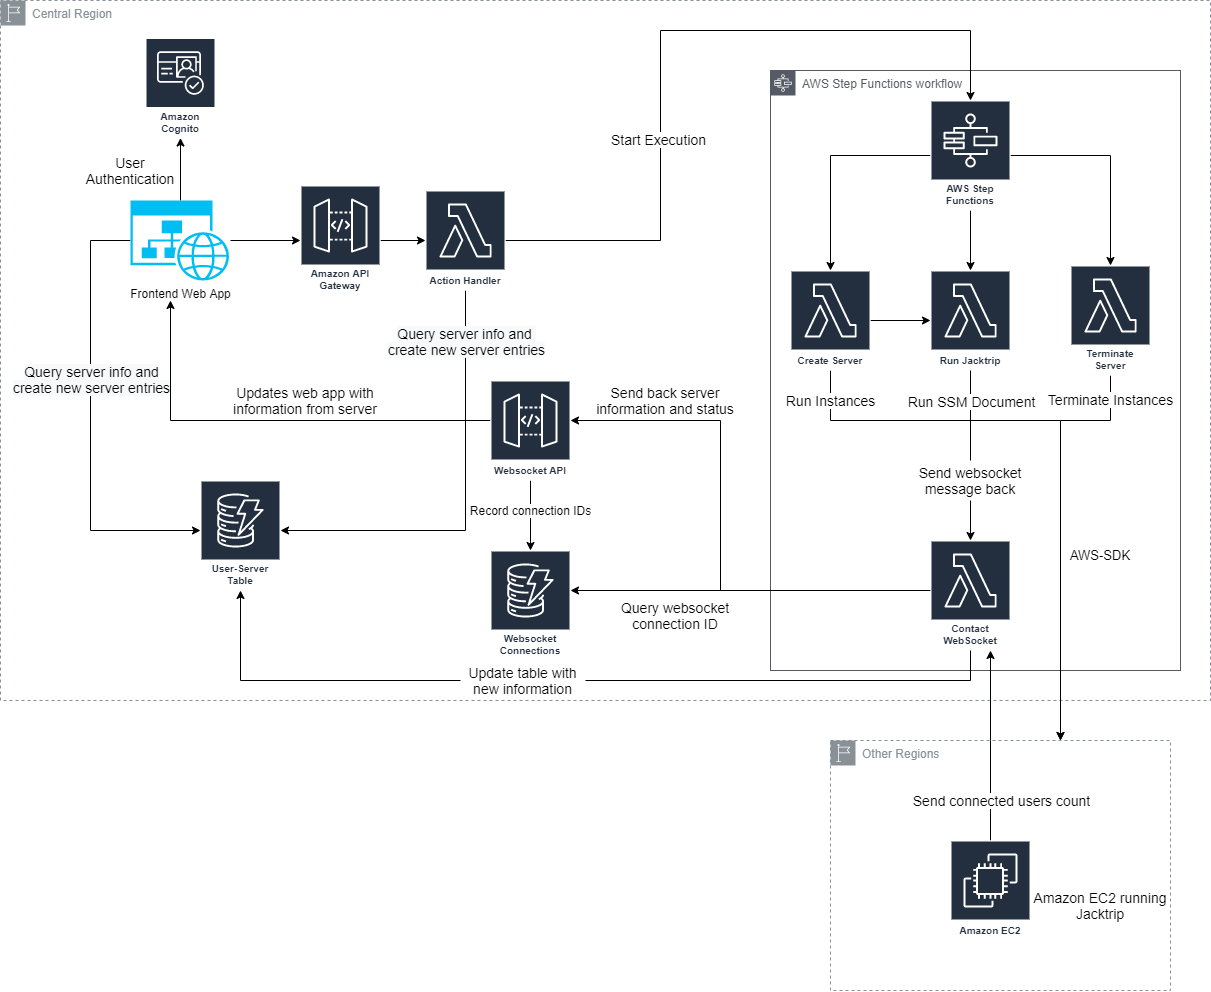 Central Region
Amazon
Cognito
User
Authentication
Frontend Web App
Amazon API
Gateway
Action Handler
Start Execution
AWS Step Functions workflow
AWS Step
Functions
Create Server
Run Jacktrip
Terminate
Server
Query server info and
create new server entries
Query server info and
create new server entries
Updates web app with
information from server
Send back server
information and status
Run Instances
Run SSM Document
Terminate Instances
Websocket API
Record connection IDs
Send websocket
message back
User-Server
Table
Websocket
Connections
Query websocket
connection ID
Contact
WebSocket
AWS-SDK
Update table with
new information
Other Regions
Send connected users count
Amazon EC2 running
Jacktrip
Amazon EC2